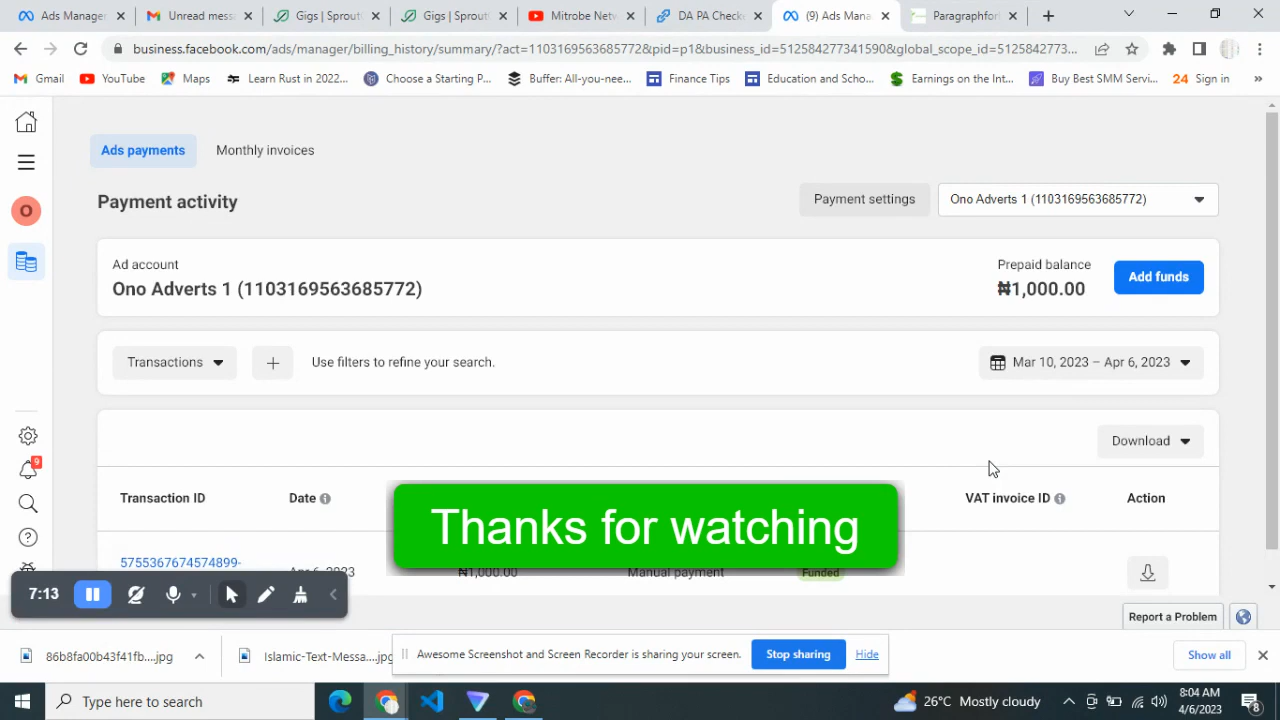 Ads Manager
Unread mess
Gigs | Sprout
Gigs | Sprout
Mitrobe Net
DA PA Check
(9) Ads Mana
Paragraphfor
business.facebook.com/ads/manager/billing_history/summary/?act=1103169563685772&pid=p1&business_id=512584277341590&global_scope_id=5125842773...
Gmail
YouTube
Maps
Learn Rust in 2022...
Choose a Starting P...
Buffer: All-you-nee...
Finance Tips
Education and Scho...
Earnings on the Int...
Buy Best SMM Servi...
24 Sign in
»
Ads payments
Monthly invoices
Payment activity
Payment settings
Ono Adverts 1 (1103169563685772)
O
Ad account
Ono Adverts 1 (1103169563685772)
Prepaid balance
₦1,000.00
Add funds
Transactions
Use filters to refine your search.
Mar 10, 2023 – Apr 6, 2023
Download
9
Transaction ID
Date
VAT invoice ID
Action
Thanks for watching
5755367674574899-
Apr 6, 2023
₦1,000.00
Manual payment
Funded
7:13
Report a Problem
86b8fa00b43f41fb....jpg
Islamic-Text-Messa....jpg
Awesome Screenshot and Screen Recorder is sharing your screen.
Stop sharing
Hide
Show all
Type here to search
26°C Mostly cloudy
8:04 AM
4/6/2023
8